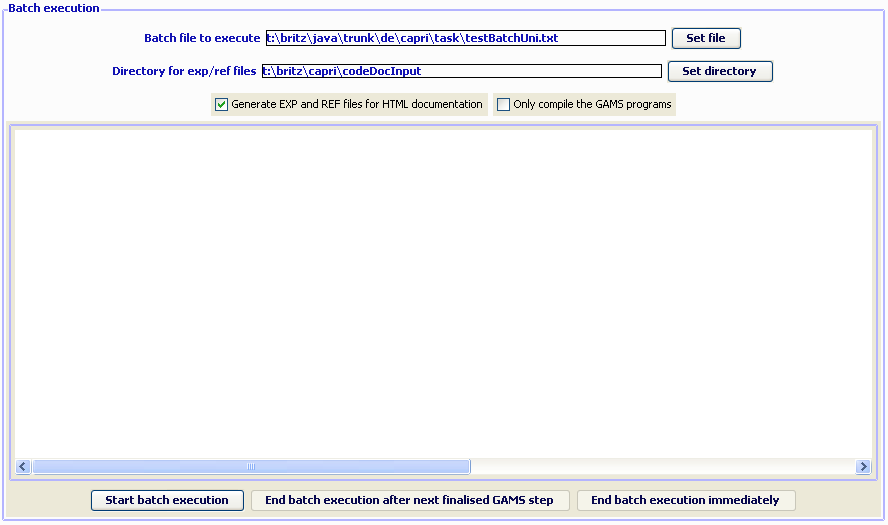 Batch execution
Batch file to execute t:\britz\java\trunk\de\capri\task\testBatchUni.txt Set file
Directory for exp/ref files t:\britz\capri\codeDocInput Set directory
Generate EXP and REF files for HTML documentation Only compile the GAMS programs
Start batch execution End batch execution after next finalised GAMS step End batch execution immediately